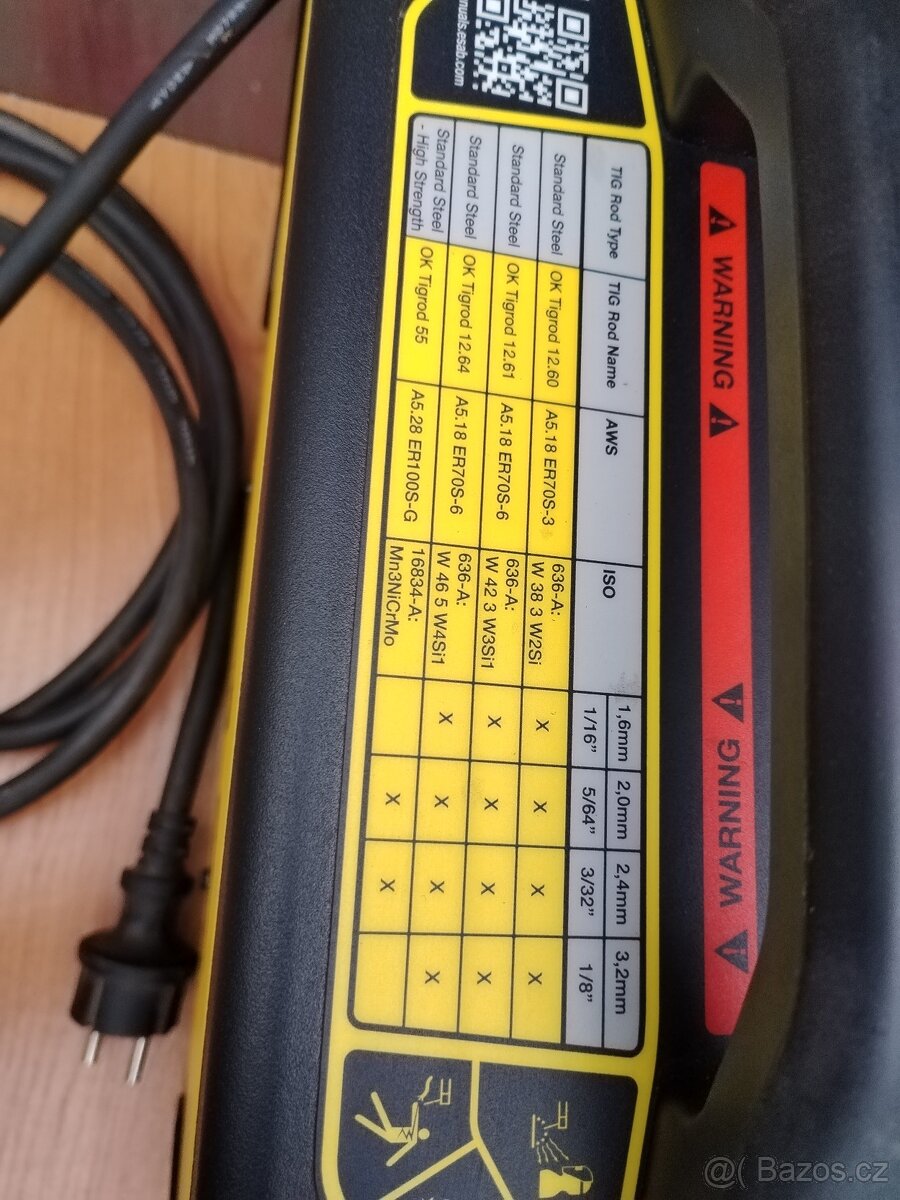 nuals.esab.com
⚠ WARNING ⚠
⚠ WARNING ⚠
TIG Rod Type TIG Rod Name AWS ISO 1,6mm 2,0mm 2,4mm 3,2mm
1/16” 5/64” 3/32” 1/8”
Standard Steel OK Tigrod 12.60 A5.18 ER70S-3 636-A:
W 38 3 W2Si X X X X
Standard Steel OK Tigrod 12.61 A5.18 ER70S-6 636-A:
W 42 3 W3Si1 X X X X
Standard Steel OK Tigrod 12.64 A5.18 ER70S-6 636-A:
W 46 5 W4Si1 X X X X
Standard Steel
- High Strength OK Tigrod 55 A5.28 ER100S-G 16834-A:
Mn3NiCrMo X X
@( Bazos.cz